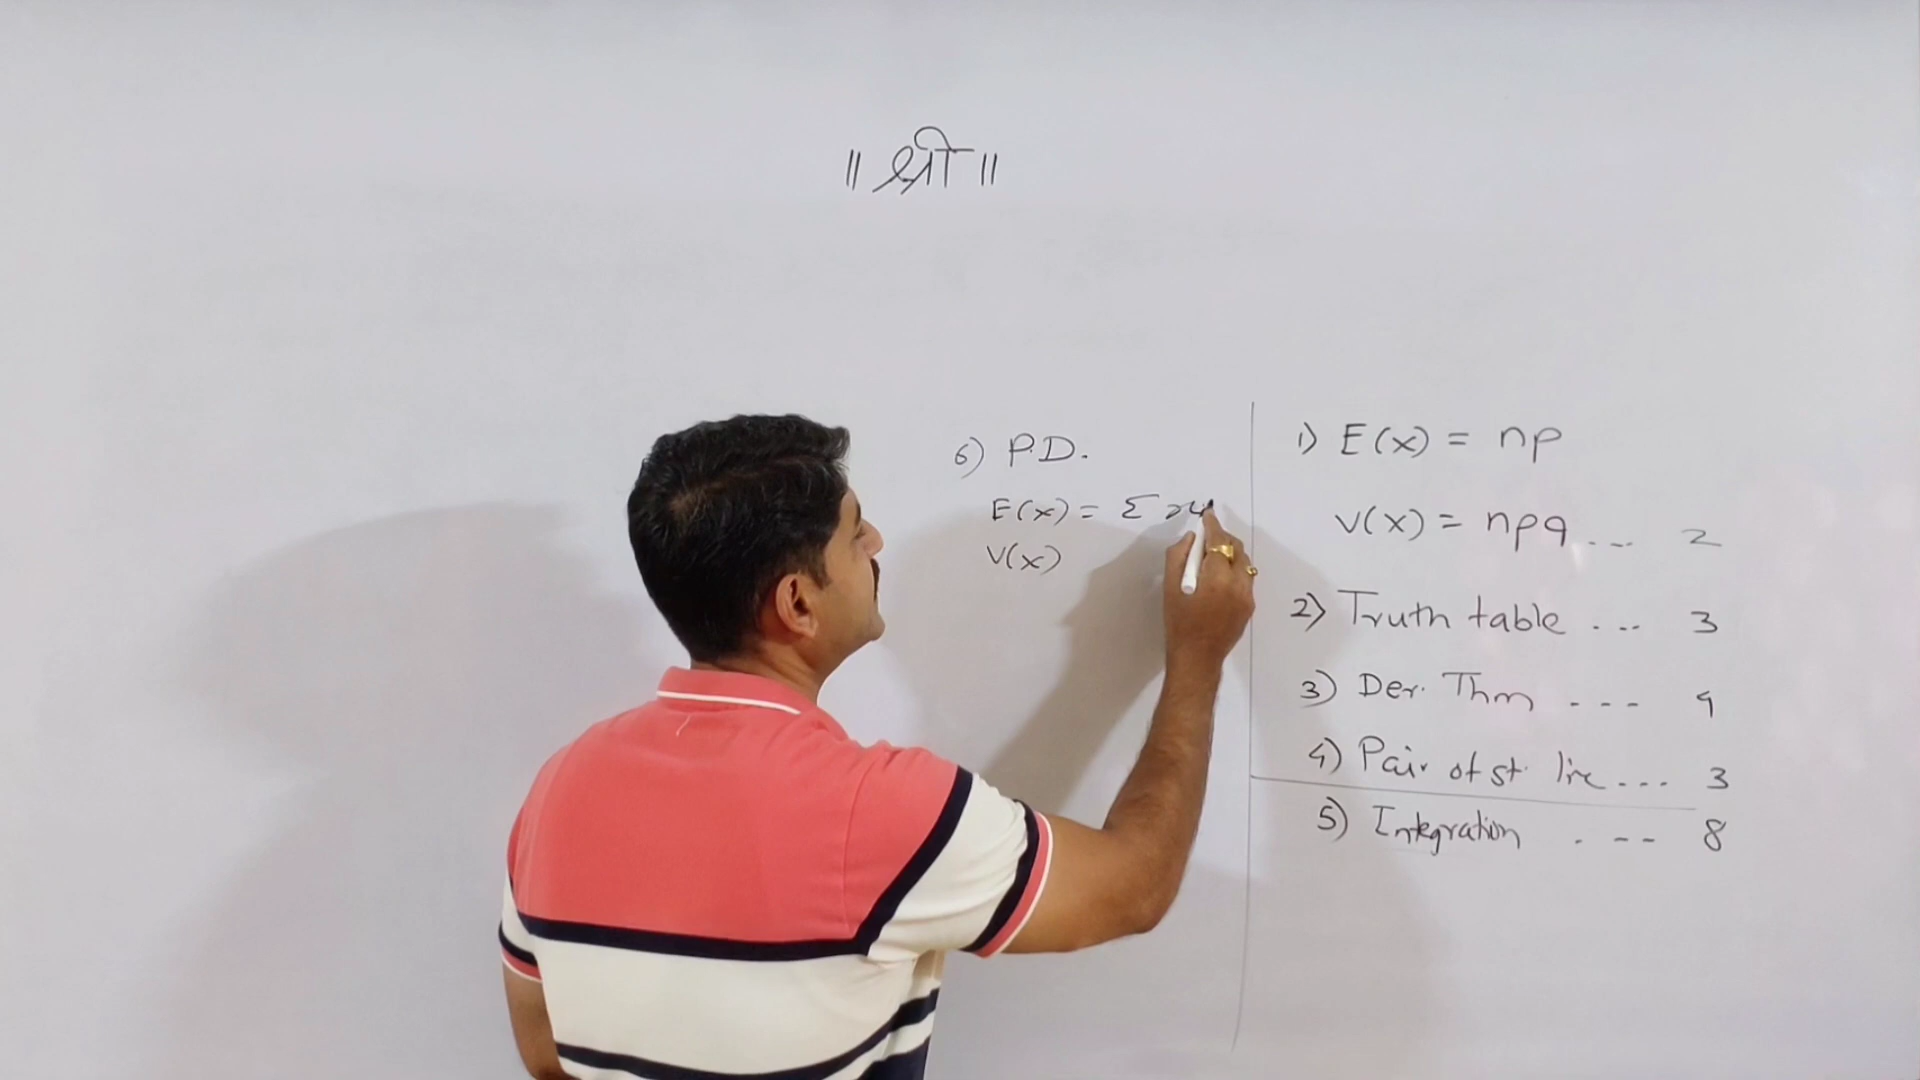 ॥ श्री ॥
1) E(x) = np
V(x) = npq ... 2
2) Truth table ... 3
3) Der. Thm --- 4
4) Pair of st. line ... 3
5) Integration . -- 8
6) P.D.
E(x) = Σ
V(x)